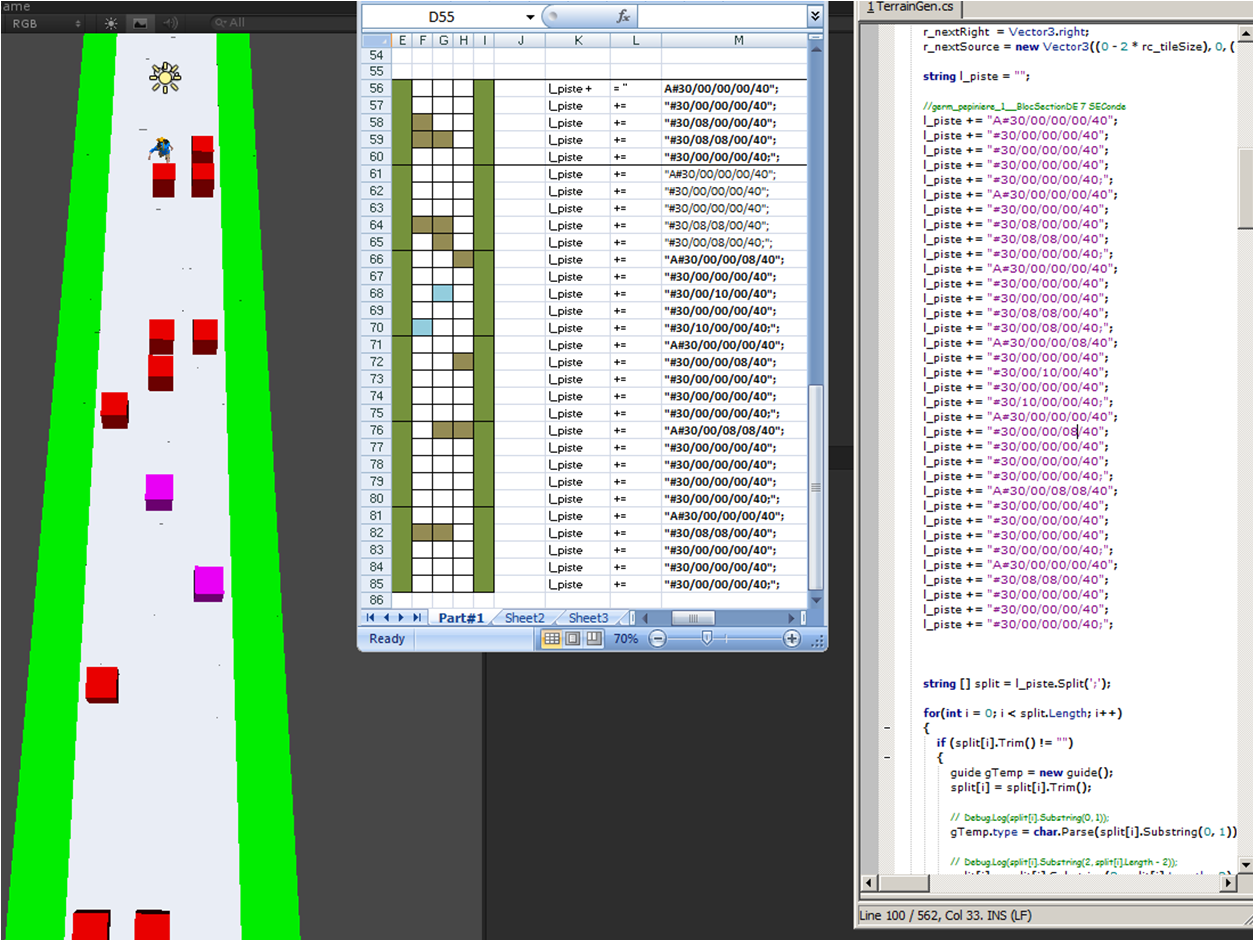 ame
RGB
All
D55
fx
E F G H I J K L M
54
55
56 l_piste + = " A#30/00/00/00/40";
57 l_piste += "#30/00/00/00/40";
58 l_piste += "#30/08/00/00/40";
59 l_piste += "#30/08/08/00/40";
60 l_piste += "#30/00/00/00/40;";
61 l_piste += "A#30/00/00/00/40";
62 l_piste += "#30/00/00/00/40";
63 l_piste += "#30/00/00/00/40";
64 l_piste += "#30/08/08/00/40";
65 l_piste += "#30/00/08/00/40;";
66 l_piste += "A#30/00/00/08/40";
67 l_piste += "#30/00/00/00/40";
68 l_piste += "#30/00/10/00/40";
69 l_piste += "#30/00/00/00/40";
70 l_piste += "#30/10/00/00/40;";
71 l_piste += "A#30/00/00/00/40";
72 l_piste += "#30/00/00/08/40";
73 l_piste += "#30/00/00/00/40";
74 l_piste += "#30/00/00/00/40";
75 l_piste += "#30/00/00/00/40;";
76 l_piste += "A#30/00/08/08/40";
77 l_piste += "#30/00/00/00/40";
78 l_piste += "#30/00/00/00/40";
79 l_piste += "#30/00/00/00/40";
80 l_piste += "#30/00/00/00/40;";
81 l_piste += "A#30/00/00/00/40";
82 l_piste += "#30/08/08/00/40";
83 l_piste += "#30/00/00/00/40";
84 l_piste += "#30/00/00/00/40";
85 l_piste += "#30/00/00/00/40;";
86
Part#1 Sheet2 Sheet3
Ready 70%
1 TerrainGen.cs
r_nextRight = Vector3.right;
r_nextSource = new Vector3((0 - 2 * rc_tileSize), 0, (
string l_piste = "";
//germ_pepiniere_1__BlocSectionDE 7 SEConde
l_piste += "A#30/00/00/00/40";
l_piste += "#30/00/00/00/40";
l_piste += "#30/08/00/00/40";
l_piste += "#30/08/08/00/40";
l_piste += "#30/00/00/00/40;";
l_piste += "A#30/00/00/00/40";
l_piste += "#30/00/00/00/40";
l_piste += "#30/08/08/00/40";
l_piste += "#30/08/08/00/40";
l_piste += "#30/00/00/00/40;";
l_piste += "A#30/00/00/00/40";
l_piste += "#30/00/00/00/40";
l_piste += "#30/00/00/00/40";
l_piste += "#30/08/08/00/40";
l_piste += "#30/00/08/00/40;";
l_piste += "A#30/00/00/08/40";
l_piste += "#30/00/00/00/40";
l_piste += "#30/00/10/00/40";
l_piste += "#30/00/00/00/40";
l_piste += "#30/10/00/00/40;";
l_piste += "A#30/00/00/00/40";
l_piste += "#30/00/00/08/40";
l_piste += "#30/00/00/00/40";
l_piste += "#30/00/00/00/40";
l_piste += "#30/00/00/00/40;";
l_piste += "A#30/00/08/08/40";
l_piste += "#30/00/00/00/40";
l_piste += "#30/00/00/00/40";
l_piste += "#30/00/00/00/40";
l_piste += "#30/00/00/00/40;";
l_piste += "A#30/00/00/00/40";
l_piste += "#30/08/08/00/40";
l_piste += "#30/00/00/00/40";
l_piste += "#30/00/00/00/40";
l_piste += "#30/00/00/00/40;";
string [] split = l_piste.Split(';');
for(int i = 0; i < split.Length; i++)
{
if (split[i].Trim() != "")
{
guide gTemp = new guide();
split[i] = split[i].Trim();
// Debug.Log(split[i].Substring(0, 1));
gTemp.type = char.Parse(split[i].Substring(0, 1))
// Debug.Log(split[i].Substring(2, split[i].Length - 2));
Line 100 / 562, Col 33. INS (LF)